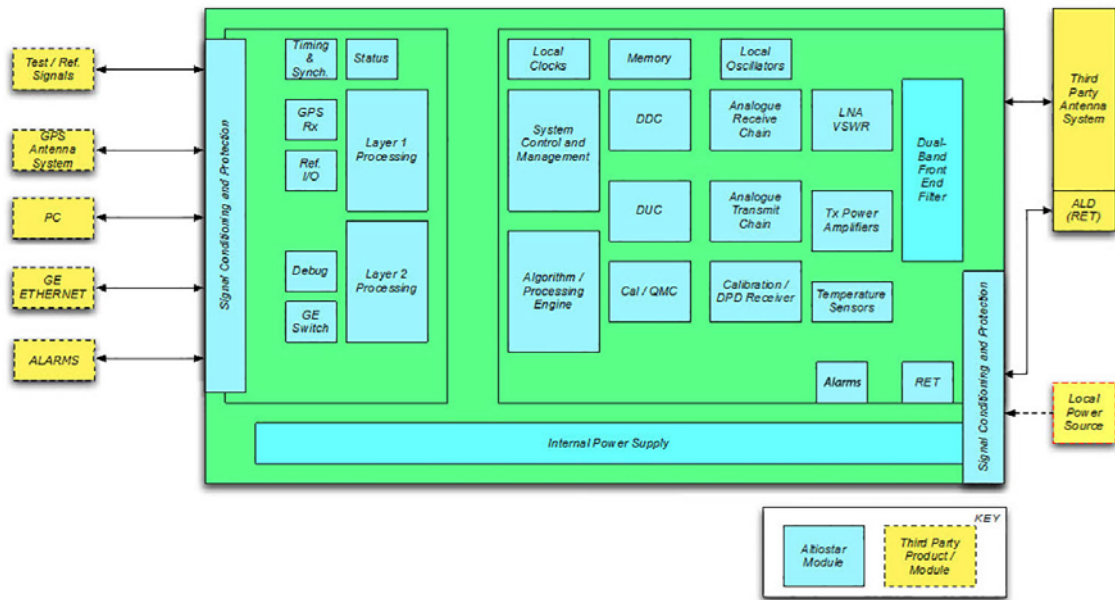 Test / Ref.
Signals
GPS
Antenna
System
PC
GE
ETHERNET
ALARMS
Signal Conditioning and Protection
Timing
&
Synch.
Status
GPS
Rx
Ref.
I/O
Layer 1
Processing
Debug
GE
Switch
Layer 2
Processing
Local
Clocks
Memory
Local
Oscillators
System
Control and
Management
DDC
Analogue
Receive
Chain
LNA
VSWR
Dual-
Band
Front
End
Filter
DUC
Analogue
Transmit
Chain
Tx Power
Amplifiers
Algorithm /
Processing
Engine
Cal / QMC
Calibration /
DPD Receiver
Temperature
Sensors
Alarms
RET
Signal Conditioning and Protection
Internal Power Supply
Third
Party
Antenna
System
ALD
(RET)
Local
Power
Source
KEY
Altiostar
Module
Third Party
Product /
Module